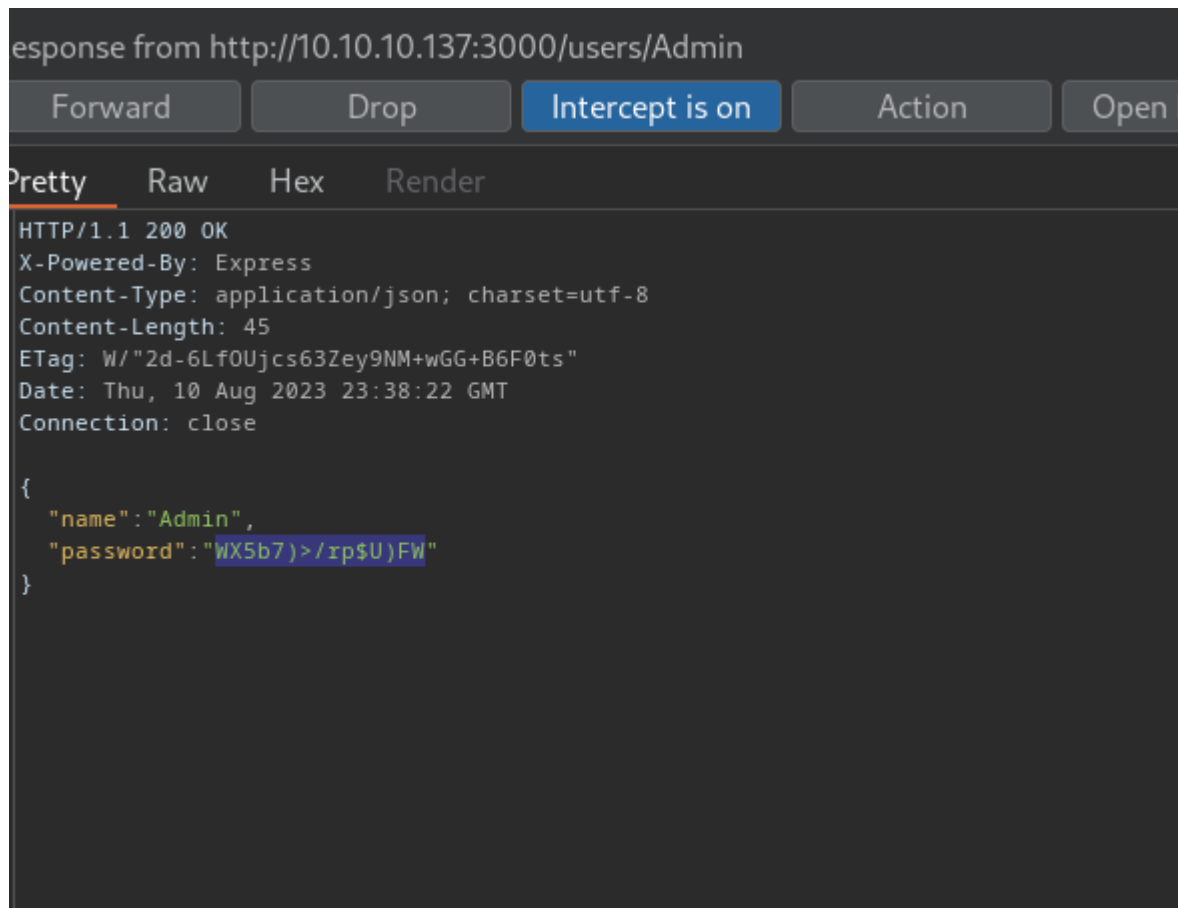 esponse from http://10.10.10.137:3000/users/Admin
Forward Drop Intercept is on Action Open
Pretty Raw Hex Render
HTTP/1.1 200 OK
X-Powered-By: Express
Content-Type: application/json; charset=utf-8
Content-Length: 45
ETag: W/"2d-6LfOUjcs63Zey9NM+wGG+B6F0ts"
Date: Thu, 10 Aug 2023 23:38:22 GMT
Connection: close
{
"name":"Admin",
"password":"WX5b7)>/rp$U)FW"
}